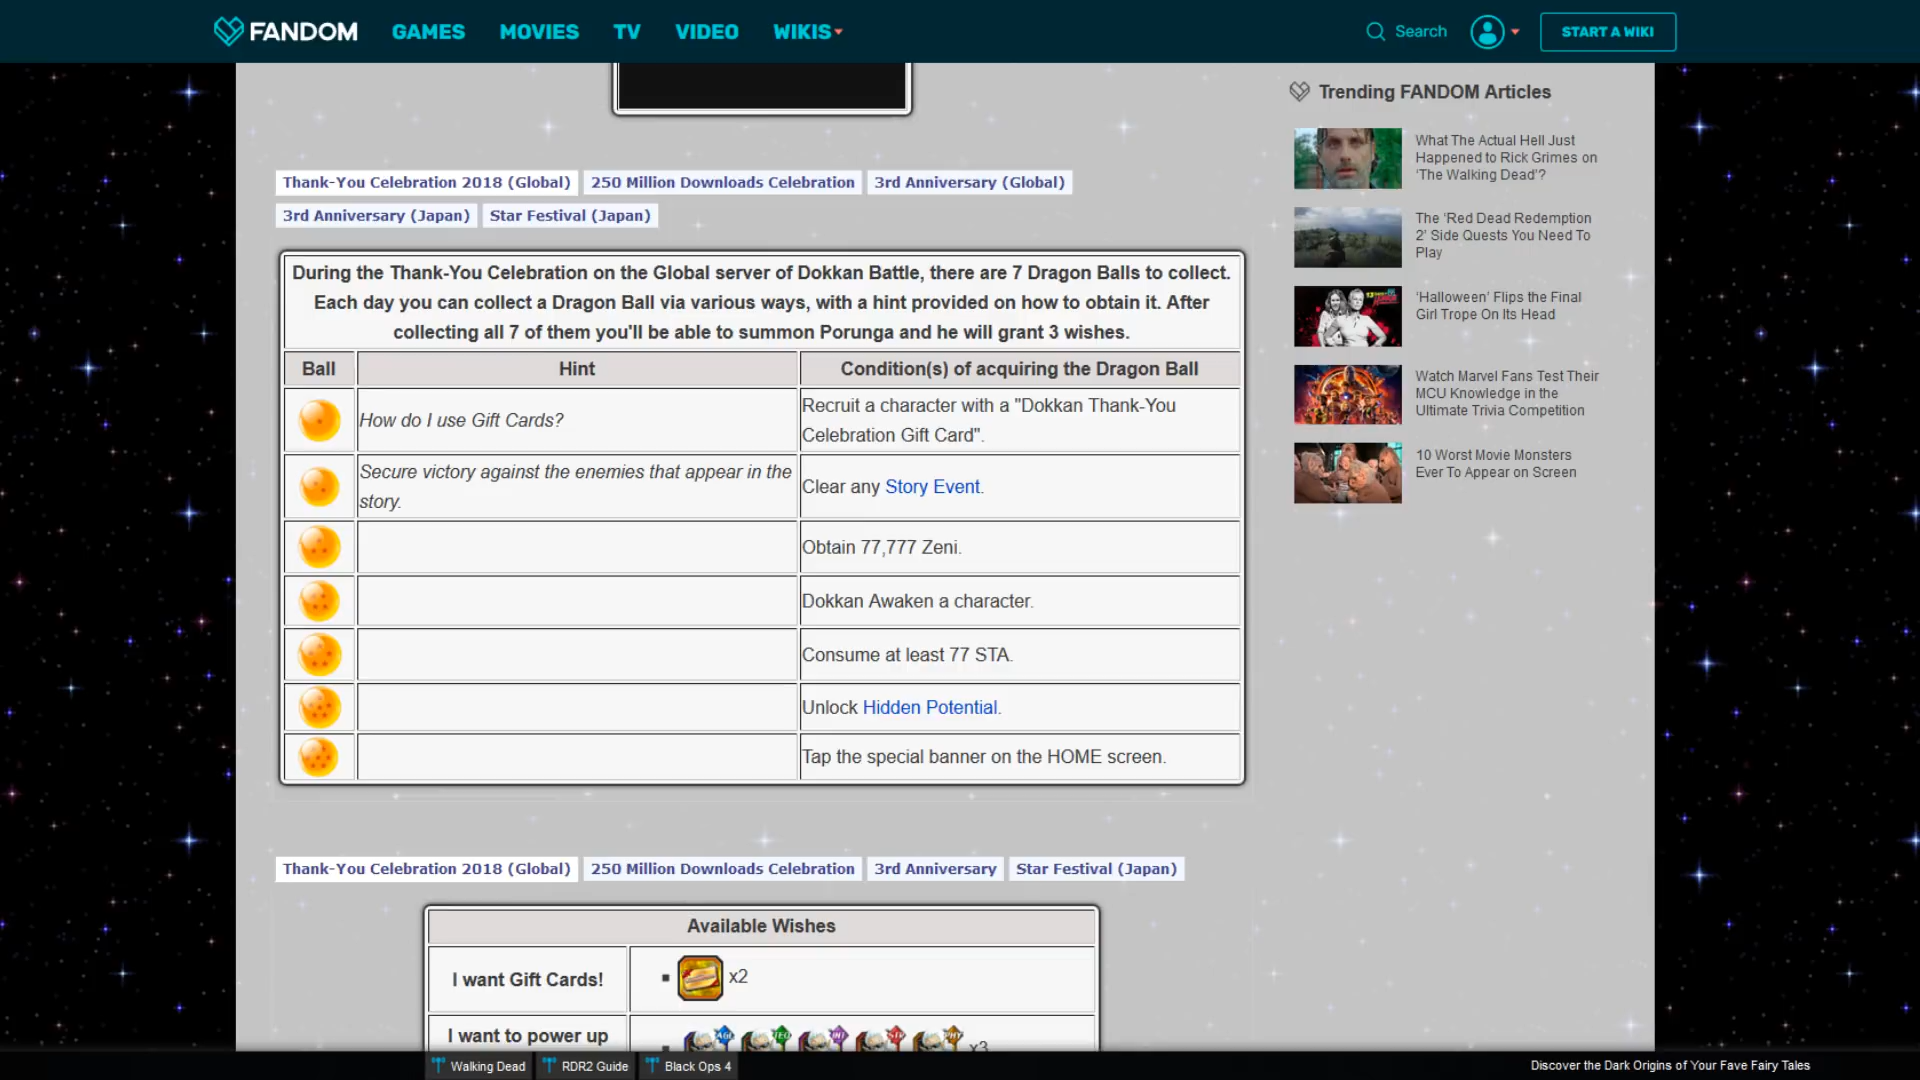 FANDOM GAMES MOVIES TV VIDEO WIKIS Search START A WIKI
Thank-You Celebration 2018 (Global) 250 Million Downloads Celebration 3rd Anniversary (Global)
3rd Anniversary (Japan) Star Festival (Japan)
During the Thank-You Celebration on the Global server of Dokkan Battle, there are 7 Dragon Balls to collect.
Each day you can collect a Dragon Ball via various ways, with a hint provided on how to obtain it. After
collecting all 7 of them you'll be able to summon Porunga and he will grant 3 wishes.
Ball Hint Condition(s) of acquiring the Dragon Ball
How do I use Gift Cards?
Recruit a character with a "Dokkan Thank-You
Celebration Gift Card".
Secure victory against the enemies that appear in the
story.
Clear any Story Event.
Obtain 77,777 Zeni.
Dokkan Awaken a character.
Consume at least 77 STA.
Unlock Hidden Potential.
Tap the special banner on the HOME screen.
Thank-You Celebration 2018 (Global) 250 Million Downloads Celebration 3rd Anniversary Star Festival (Japan)
Available Wishes
I want Gift Cards! x2
I want to power up x3
Trending FANDOM Articles
What The Actual Hell Just
Happened to Rick Grimes on
‘The Walking Dead’?
The ‘Red Dead Redemption
2’ Side Quests You Need To
Play
‘Halloween’ Flips the Final
Girl Trope On Its Head
Watch Marvel Fans Test Their
MCU Knowledge in the
Ultimate Trivia Competition
10 Worst Movie Monsters
Ever To Appear on Screen
Walking Dead RDR2 Guide Black Ops 4 Discover the Dark Origins of Your Fave Fairy Tales